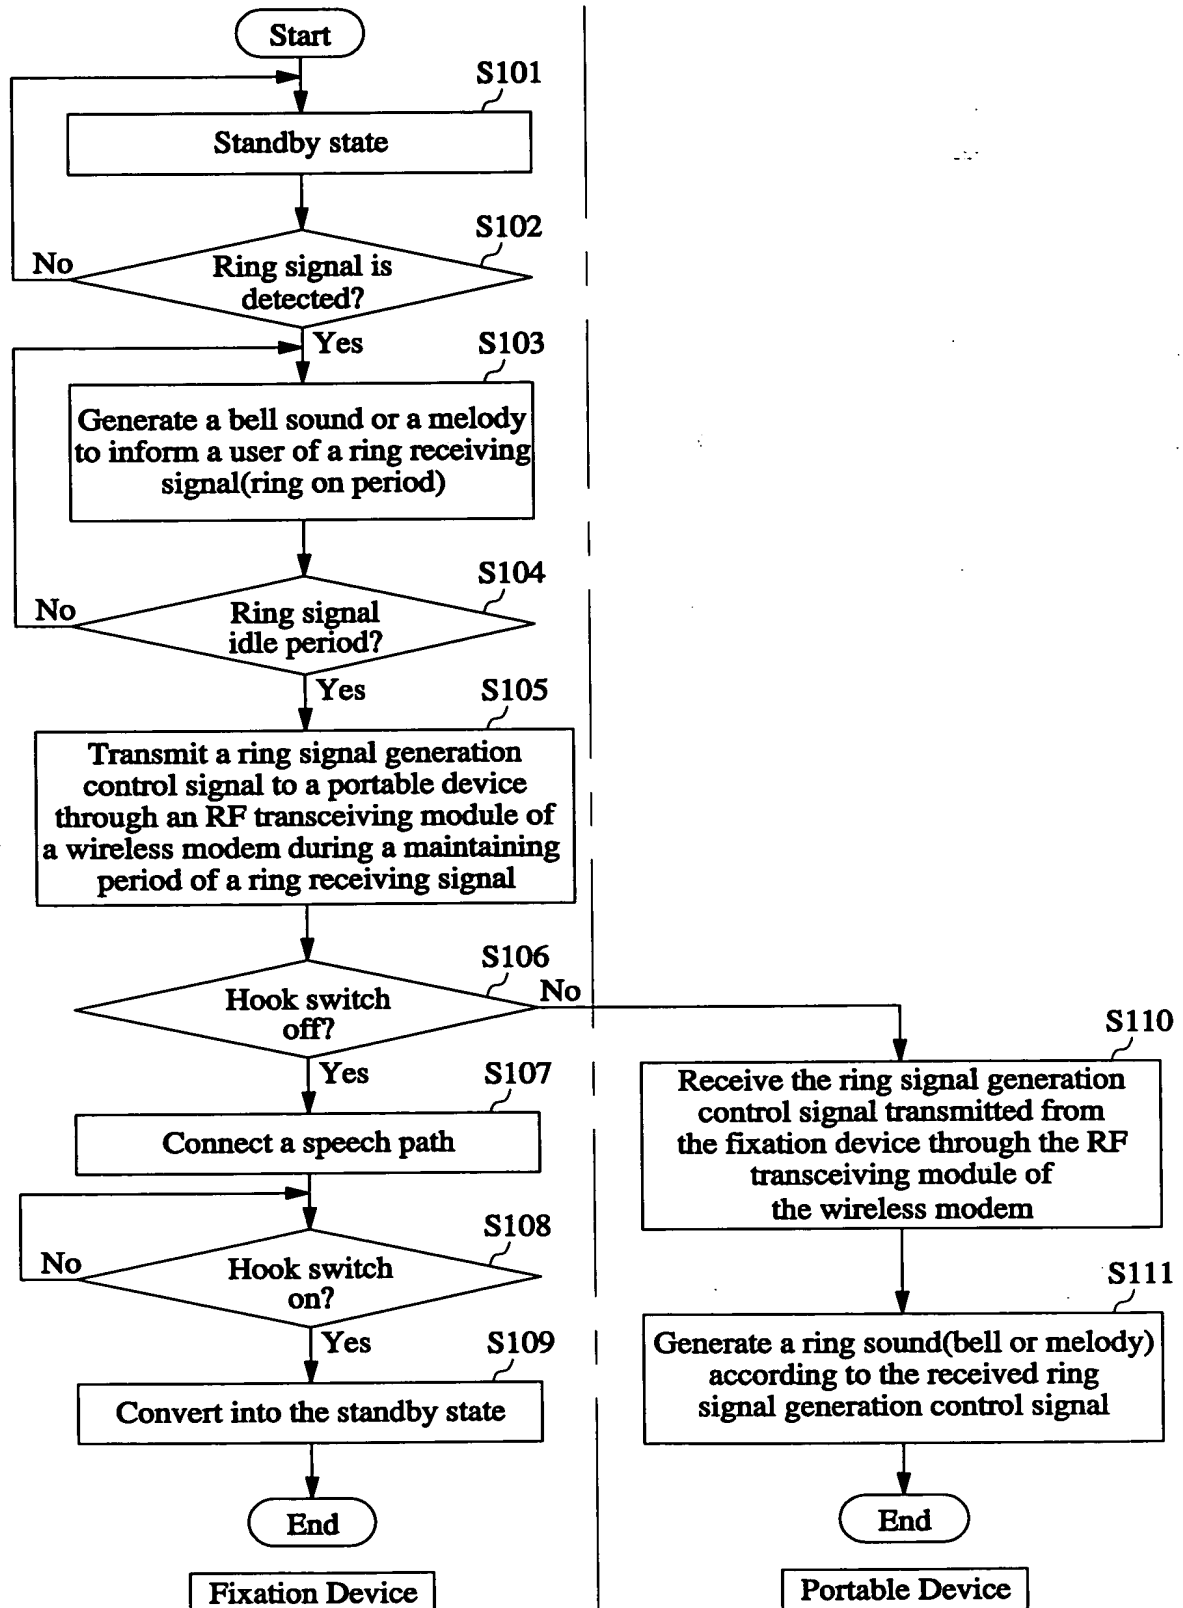 Start
S101
Standby state
S102
No
Ring signal is
detected?
Yes
S103
Generate a bell sound or a melody
to inform a user of a ring receiving
signal(ring on period)
S104
No
Ring signal
idle period?
Yes
S105
Transmit a ring signal generation
control signal to a portable device
through an RF transceiving module of
a wireless modem during a maintaining
period of a ring receiving signal
S106
Hook switch
off?
No
Yes
S107
Connect a speech path
S108
No
Hook switch
on?
Yes
S109
Convert into the standby state
End
Fixation Device
S110
Receive the ring signal generation
control signal transmitted from
the fixation device through the RF
transceiving module of
the wireless modem
S111
Generate a ring sound(bell or melody)
according to the received ring
signal generation control signal
End
Portable Device